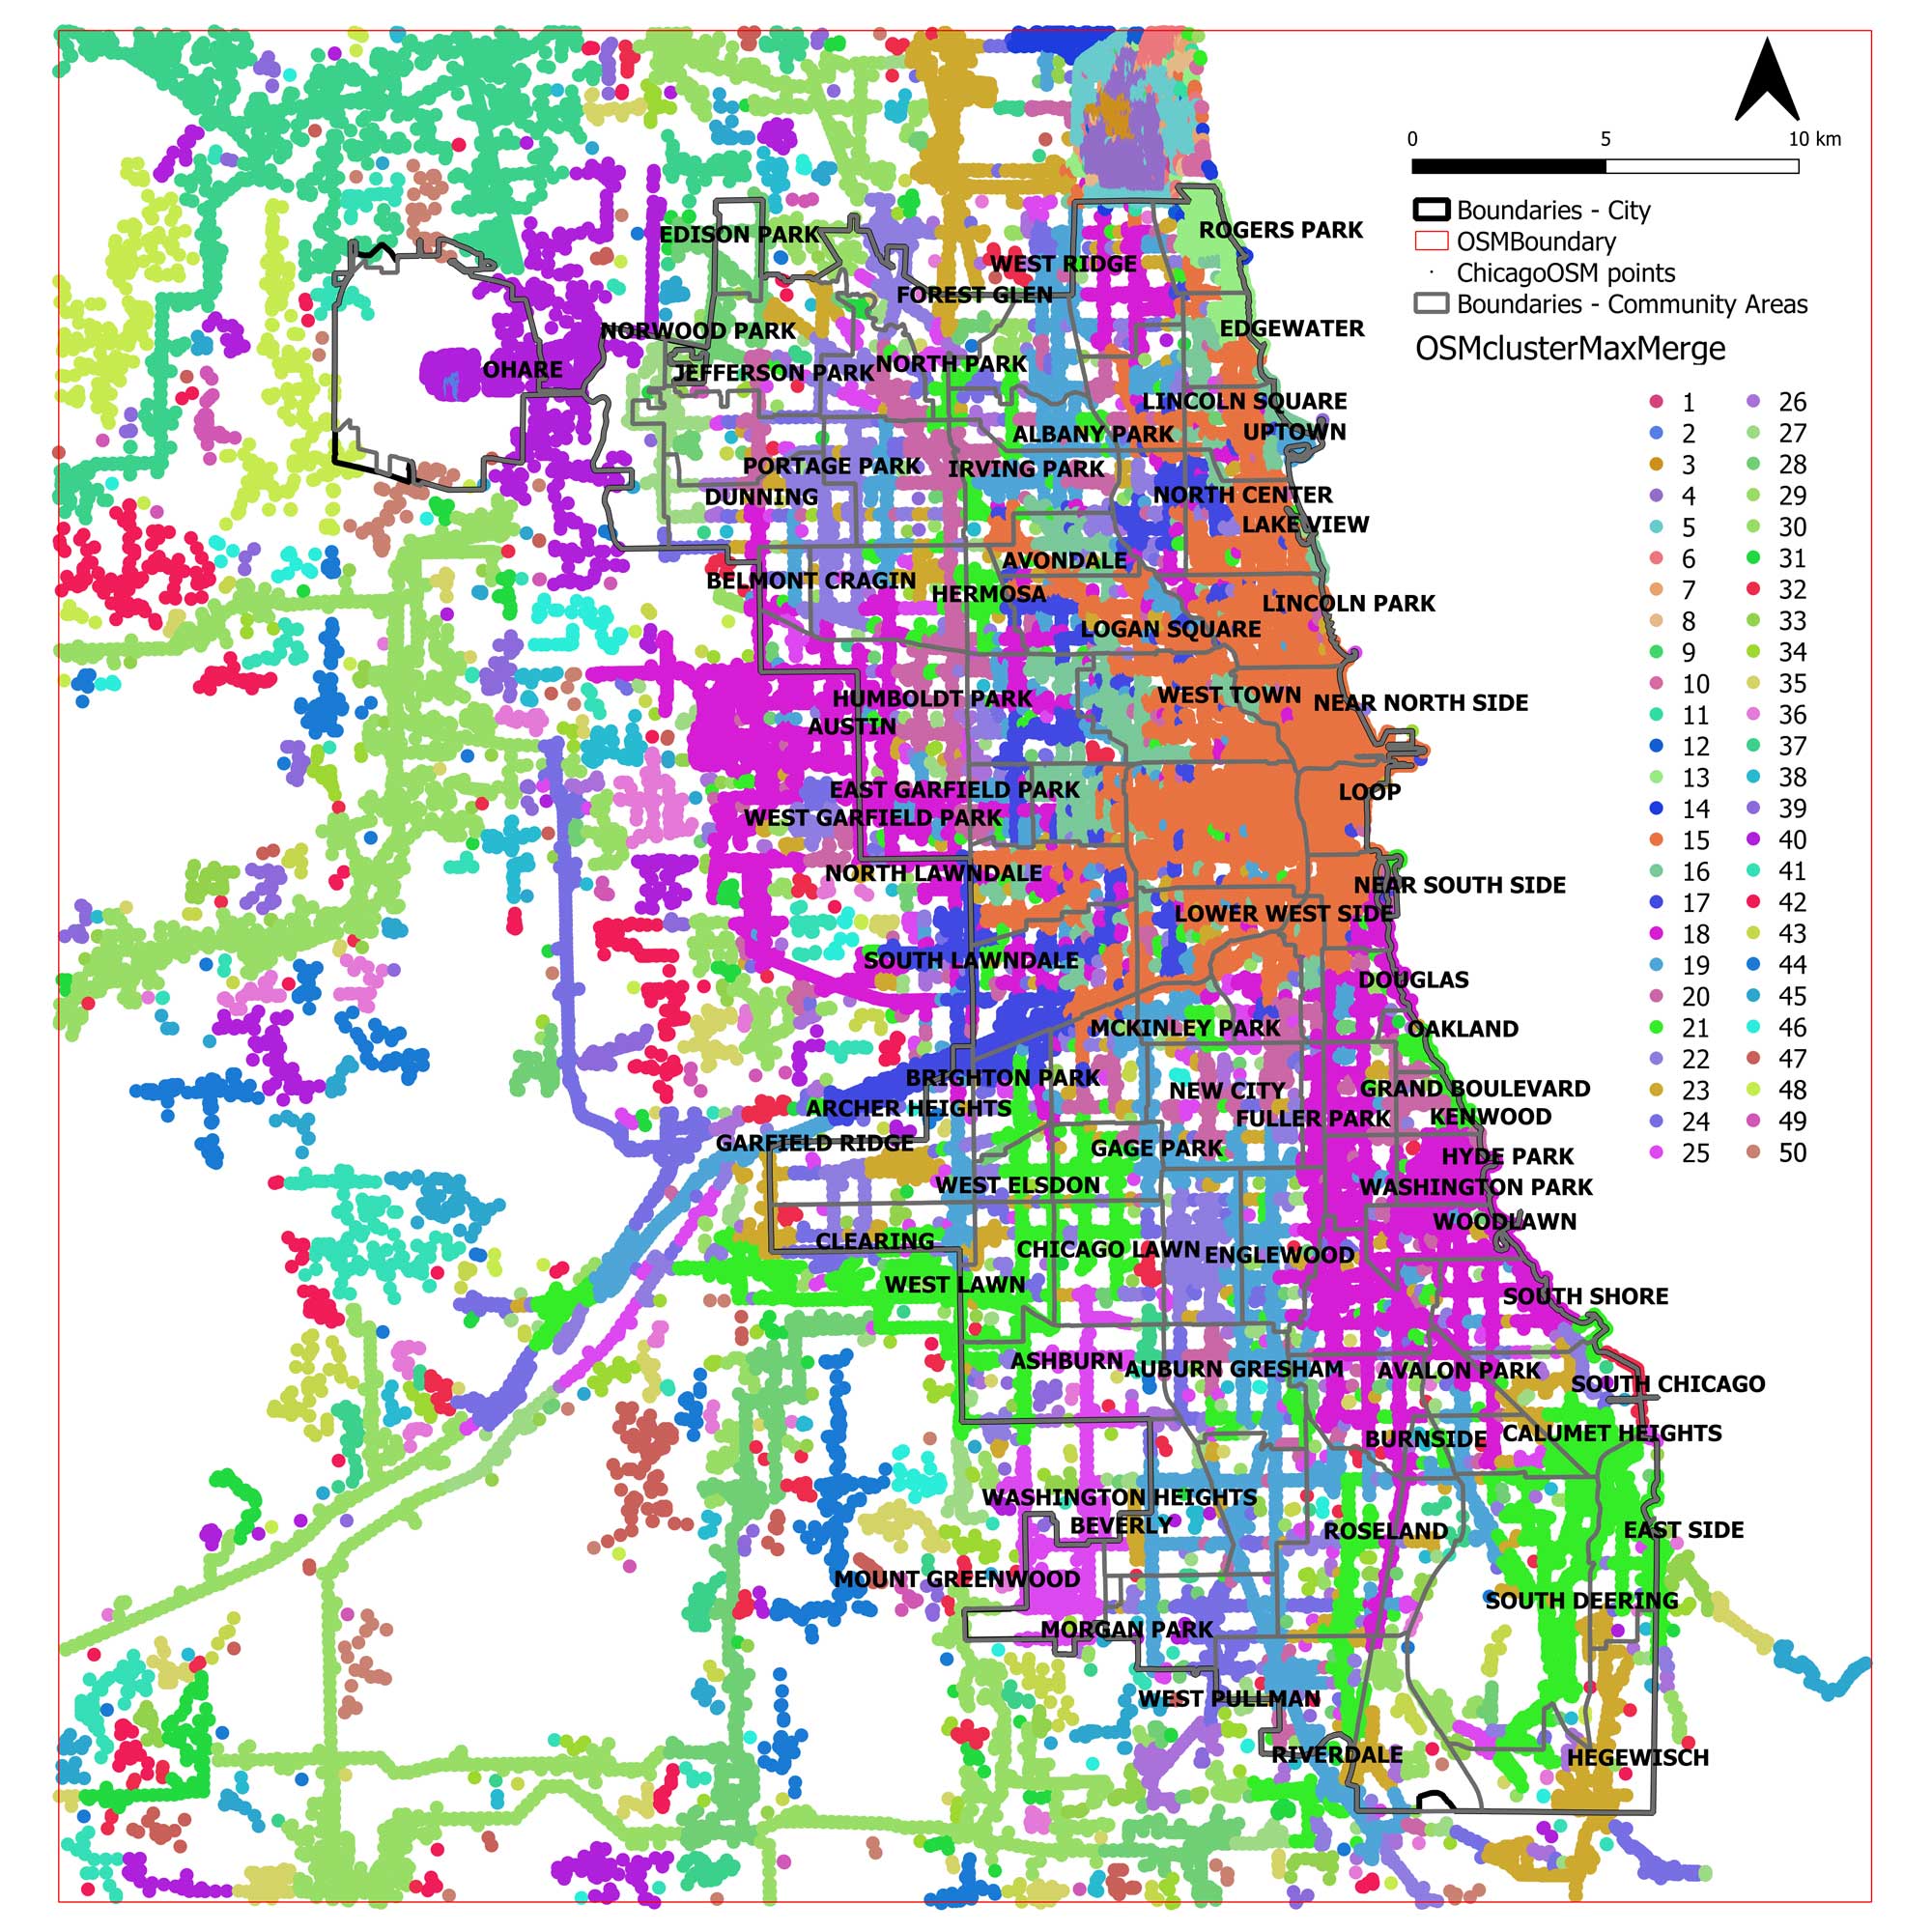 0 5 10 km
Boundaries - City
OSMBoundary
ChicagoOSM points
Boundaries - Community Areas
OSMclusterMaxMerge
1 26
2 27
3 28
4 29
5 30
6 31
7 32
8 33
9 34
10 35
11 36
12 37
13 38
14 39
15 40
16 41
17 42
18 43
19 44
20 45
21 46
22 47
23 48
24 49
25 50
ROGERS PARK
EDISON PARK
WEST RIDGE
FOREST GLEN
EDGEWATER
NORWOOD PARK
NORTH PARK
OHARE
JEFFERSON PARK
LINCOLN SQUARE
UPTOWN
ALBANY PARK
PORTAGE PARK
IRVING PARK
DUNNING
NORTH CENTER
LAKE VIEW
AVONDALE
BELMONT CRAGIN
HERMOSA
LINCOLN PARK
LOGAN SQUARE
HUMBOLDT PARK
WEST TOWN
NEAR NORTH SIDE
AUSTIN
EAST GARFIELD PARK
LOOP
WEST GARFIELD PARK
NORTH LAWNDALE
NEAR SOUTH SIDE
LOWER WEST SIDE
SOUTH LAWNDALE
DOUGLAS
MCKINLEY PARK
OAKLAND
BRIGHTON PARK
NEW CITY
GRAND BOULEVARD
ARCHER HEIGHTS
FULLER PARK
KENWOOD
GARFIELD RIDGE
GAGE PARK
HYDE PARK
WEST ELSDON
WASHINGTON PARK
WOODLAWN
CLEARING
CHICAGO LAWN
ENGLEWOOD
WEST LAWN
SOUTH SHORE
ASHBURN
AUBURN GRESHAM
AVALON PARK
SOUTH CHICAGO
BURNSIDE
CALUMET HEIGHTS
WASHINGTON HEIGHTS
BEVERLY
ROSELAND
EAST SIDE
MOUNT GREENWOOD
SOUTH DEERING
MORGAN PARK
WEST PULLMAN
RIVERDALE
HEGEWISCH